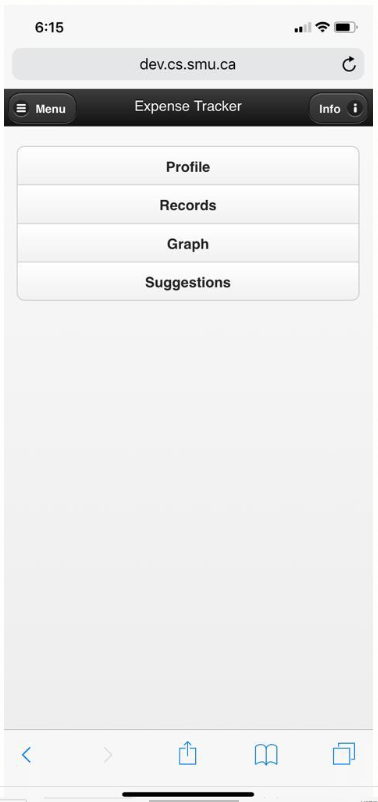 6:15
dev.cs.smu.ca
Menu Expense Tracker Info i
Profile
Records
Graph
Suggestions